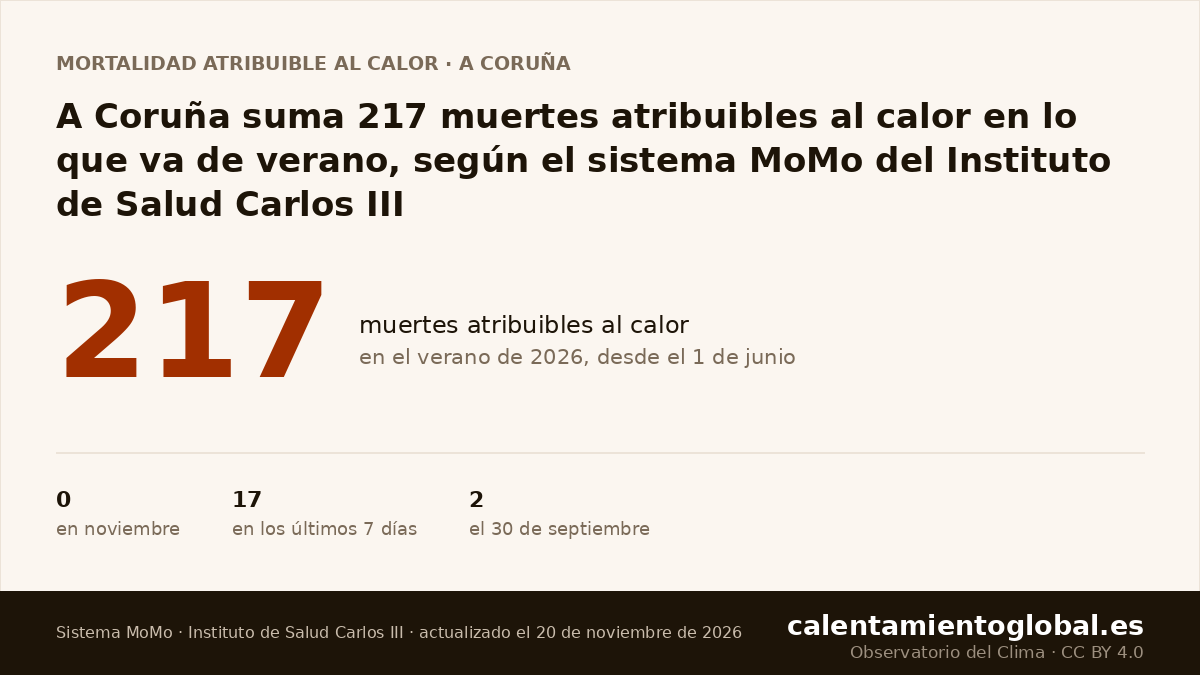 MORTALIDAD ATRIBUIBLE AL CALOR · A CORUÑA
A Coruña suma 217 muertes atribuibles al calor en lo
que va de verano, según el sistema MoMo del Instituto
de Salud Carlos III
217
muertes atribuibles al calor
en el verano de 2026, desde el 1 de junio
0
en noviembre
17
en los últimos 7 días
2
el 30 de septiembre
Sistema MoMo · Instituto de Salud Carlos III · actualizado el 20 de noviembre de 2026
calentamientoglobal.es
Observatorio del Clima · CC BY 4.0